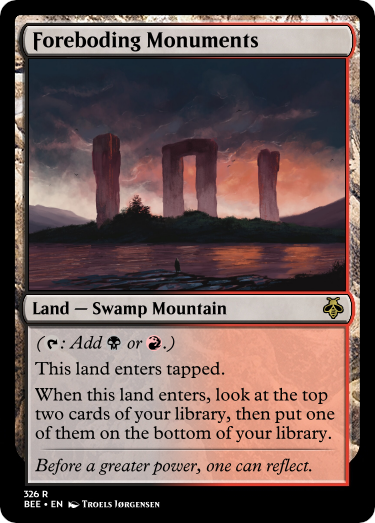 Foreboding Monuments
Land — Swamp Mountain
(: Add or .)
This land enters tapped.
When this land enters, look at the top
two cards of your library, then put one
of them on the bottom of your library.
Before a greater power, one can reflect.
326 R
BEE • EN Troels Jørgensen